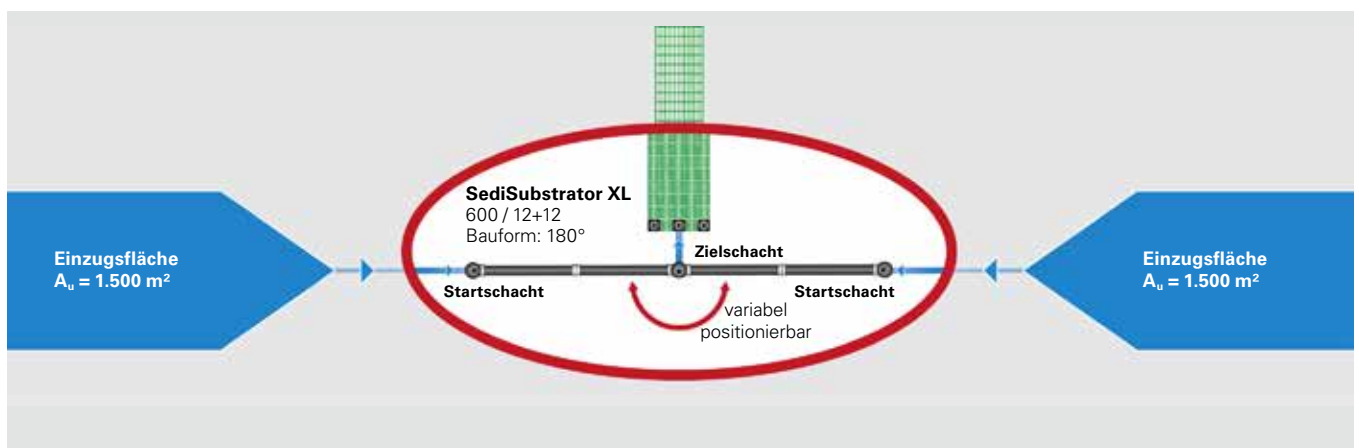 SediSubstrator XL
600 / 12+12
Bauform: 180°
Einzugsfläche
Aᵤ = 1.500 m²
Zielschacht
Einzugsfläche
Aᵤ = 1.500 m²
Startschacht
Startschacht
variabel
positionierbar